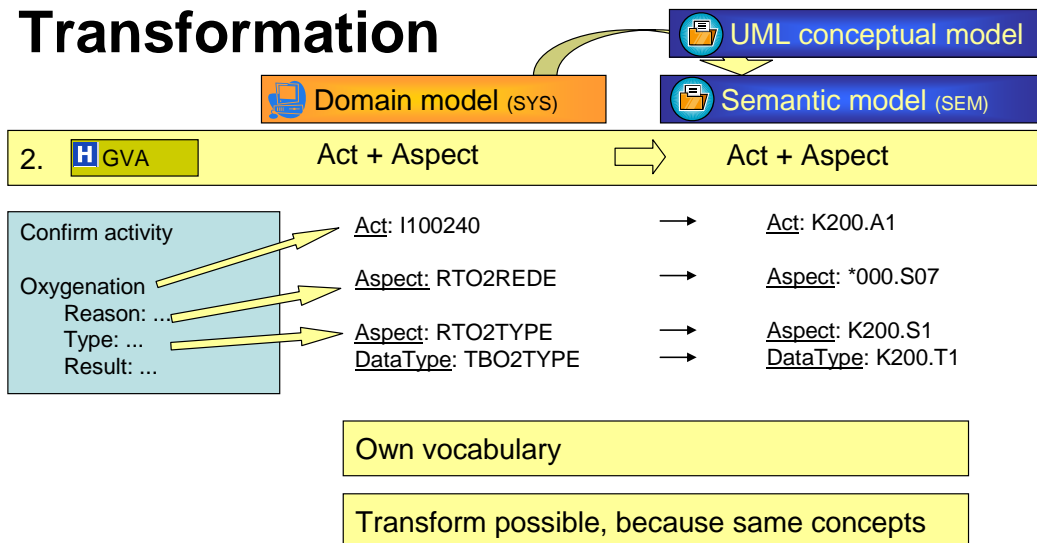 Transformation
UML conceptual model
Domain model (SYS)
Semantic model (SEM)
2. H GVA Act + Aspect Act + Aspect
Confirm activity
Oxygenation
Reason: ...
Type: ...
Result: ...
Act: I100240 Act: K200.A1
Aspect: RTO2REDE Aspect: *000.S07
Aspect: RTO2TYPE Aspect: K200.S1
DataType: TBO2TYPE DataType: K200.T1
Own vocabulary
Transform possible, because same concepts